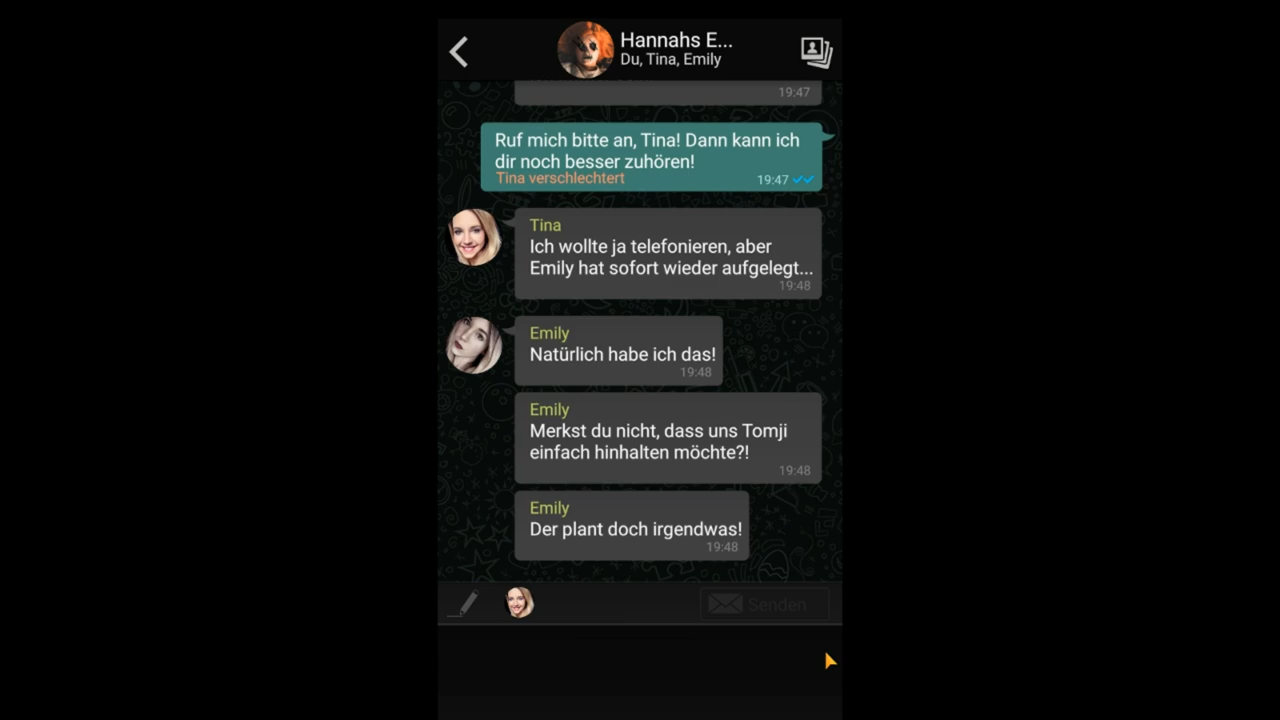 Hannahs E...
Du, Tina, Emily
19:47
Ruf mich bitte an, Tina! Dann kann ich
dir noch besser zuhören!
Tina verschlechtert
19:47
Tina
Ich wollte ja telefonieren, aber
Emily hat sofort wieder aufgelegt...
19:48
Emily
Natürlich habe ich das!
19:48
Emily
Merkst du nicht, dass uns Tomji
einfach hinhalten möchte?!
19:48
Emily
Der plant doch irgendwas!
19:48
Senden